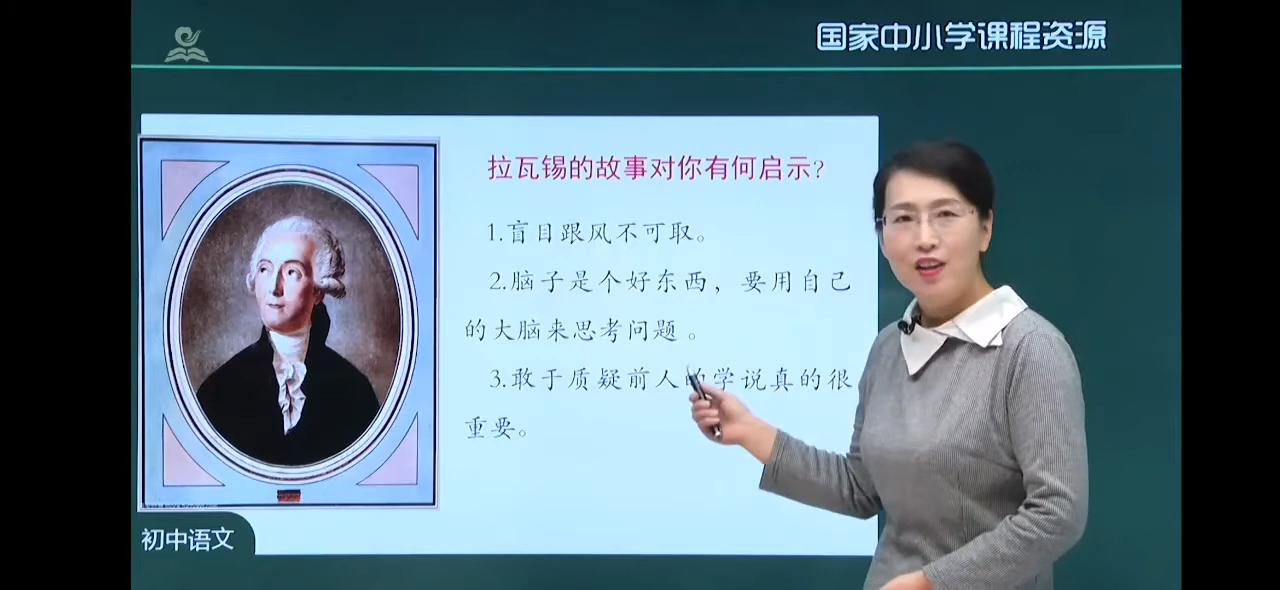 国家中小学课程资源
拉瓦锡的故事对你有何启示?
1.盲目跟风不可取。
2.脑子是个好东西，要用自己
的大脑来思考问题。
3.敢于质疑前人的学说真的很
重要。
初中语文